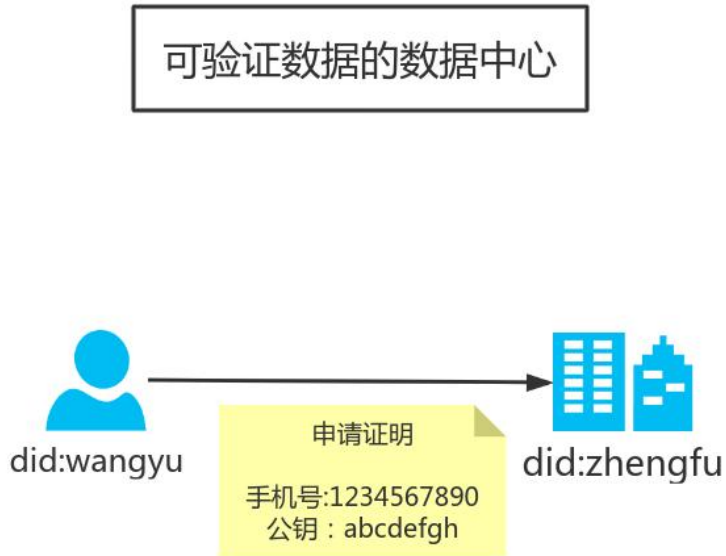 可验证数据的数据中心
did:wangyu
申请证明
手机号:1234567890
公钥：abcdefgh
did:zhengfu